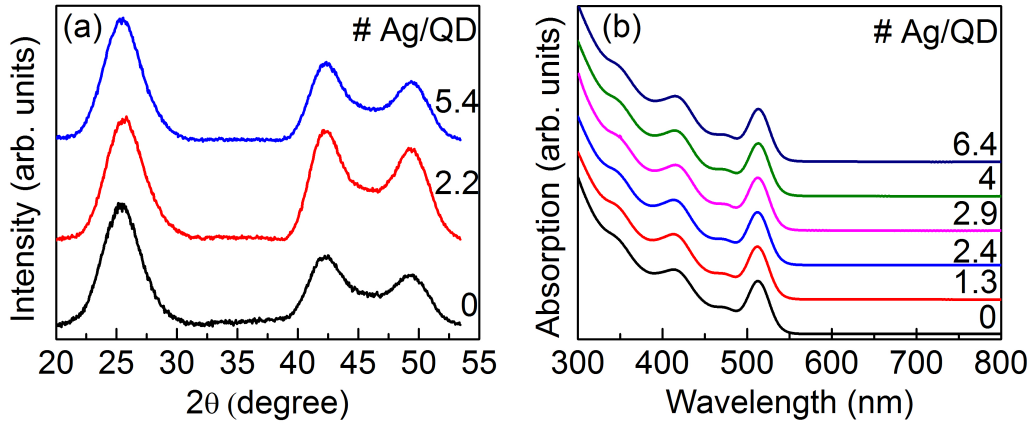 (a)
# Ag/QD
5.4
2.2
0
Intensity (arb. units)
20 25 30 35 40 45 50 55
2θ (degree)
(b)
# Ag/QD
6.4
4
2.9
2.4
1.3
0
Absorption (arb. units)
300 400 500 600 700 800
Wavelength (nm)